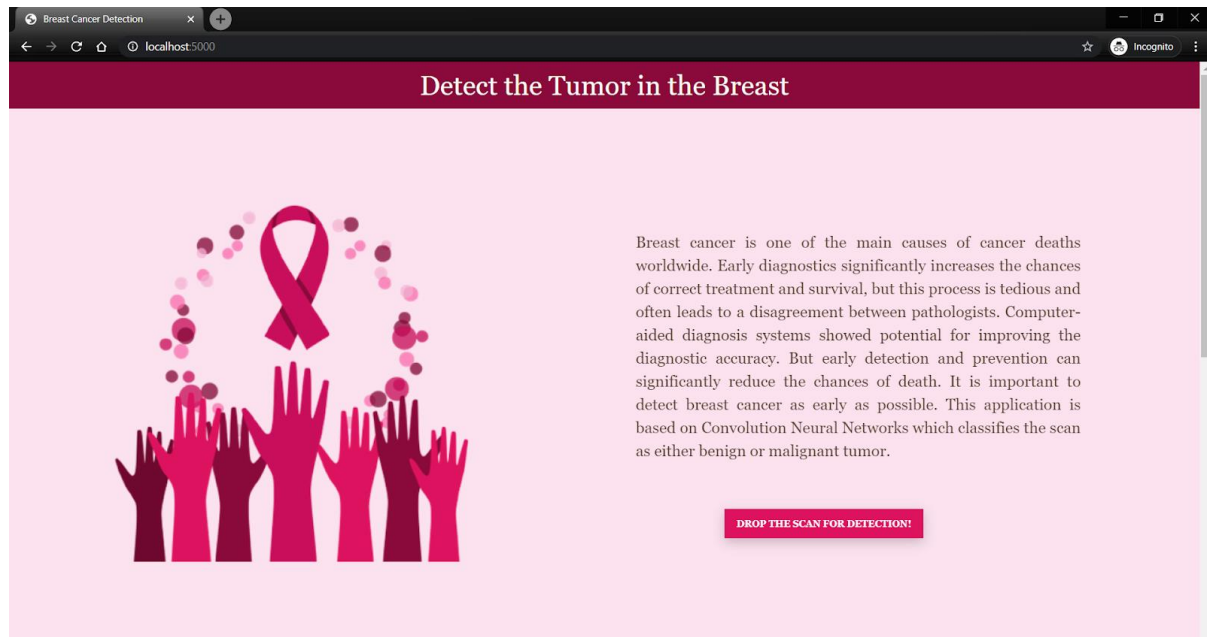 Breast Cancer Detection
localhost:5000
Incognito
Detect the Tumor in the Breast
Breast cancer is one of the main causes of cancer deaths
worldwide. Early diagnostics significantly increases the chances
of correct treatment and survival, but this process is tedious and
often leads to a disagreement between pathologists. Computer-
aided diagnosis systems showed potential for improving the
diagnostic accuracy. But early detection and prevention can
significantly reduce the chances of death. It is important to
detect breast cancer as early as possible. This application is
based on Convolution Neural Networks which classifies the scan
as either benign or malignant tumor.
DROP THE SCAN FOR DETECTION!